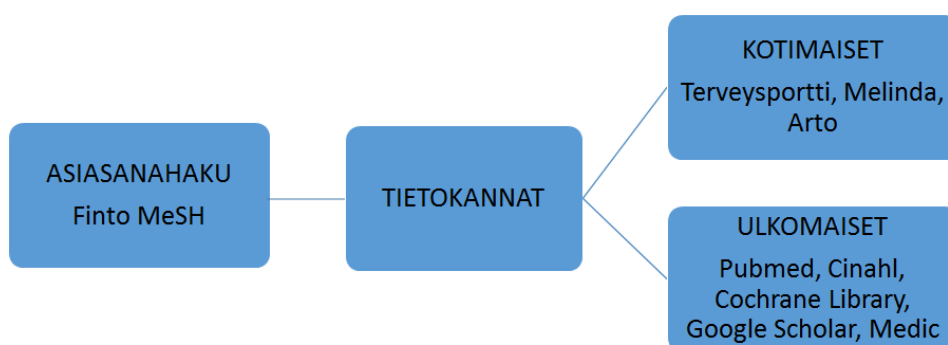 ASIASANAHAKU
Finto MeSH
TIETOKANNAT
KOTIMAISET
Terveysportti, Melinda,
Arto
ULKOMAISET
Pubmed, Cinahl,
Cochrane Library,
Google Scholar, Medic